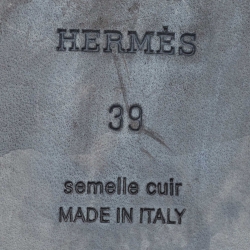 HERMÈS
39
semelle cuir
MADE IN ITALY